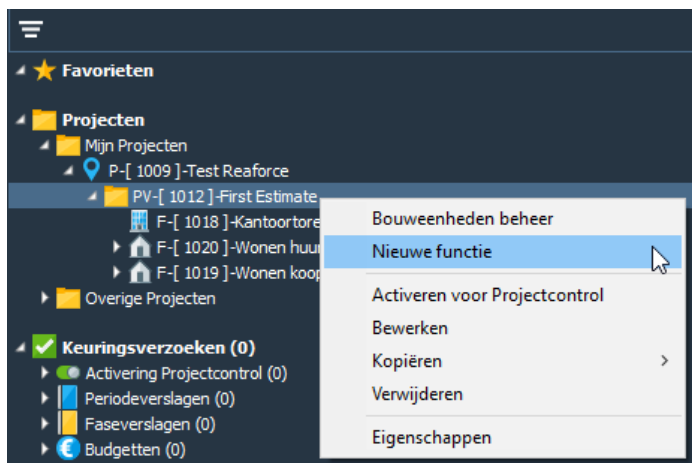 Favorieten
Projecten
Mijn Projecten
P-[ 1009 ]-Test Reaforce
PV-[ 1012 ]-First Estimate
F-[ 1018 ]-Kantoortore
F-[ 1020 ]-Wonen huu
F-[ 1019 ]-Wonen koop
Overige Projecten
Keuringsverzoeken (0)
Activering Projectcontrol (0)
Periodeverslagen (0)
Faseverslagen (0)
Budgetten (0)
Bouweenheden beheer
Nieuwe functie
Activeren voor Projectcontrol
Bewerken
Kopiëren
Verwijderen
Eigenschappen